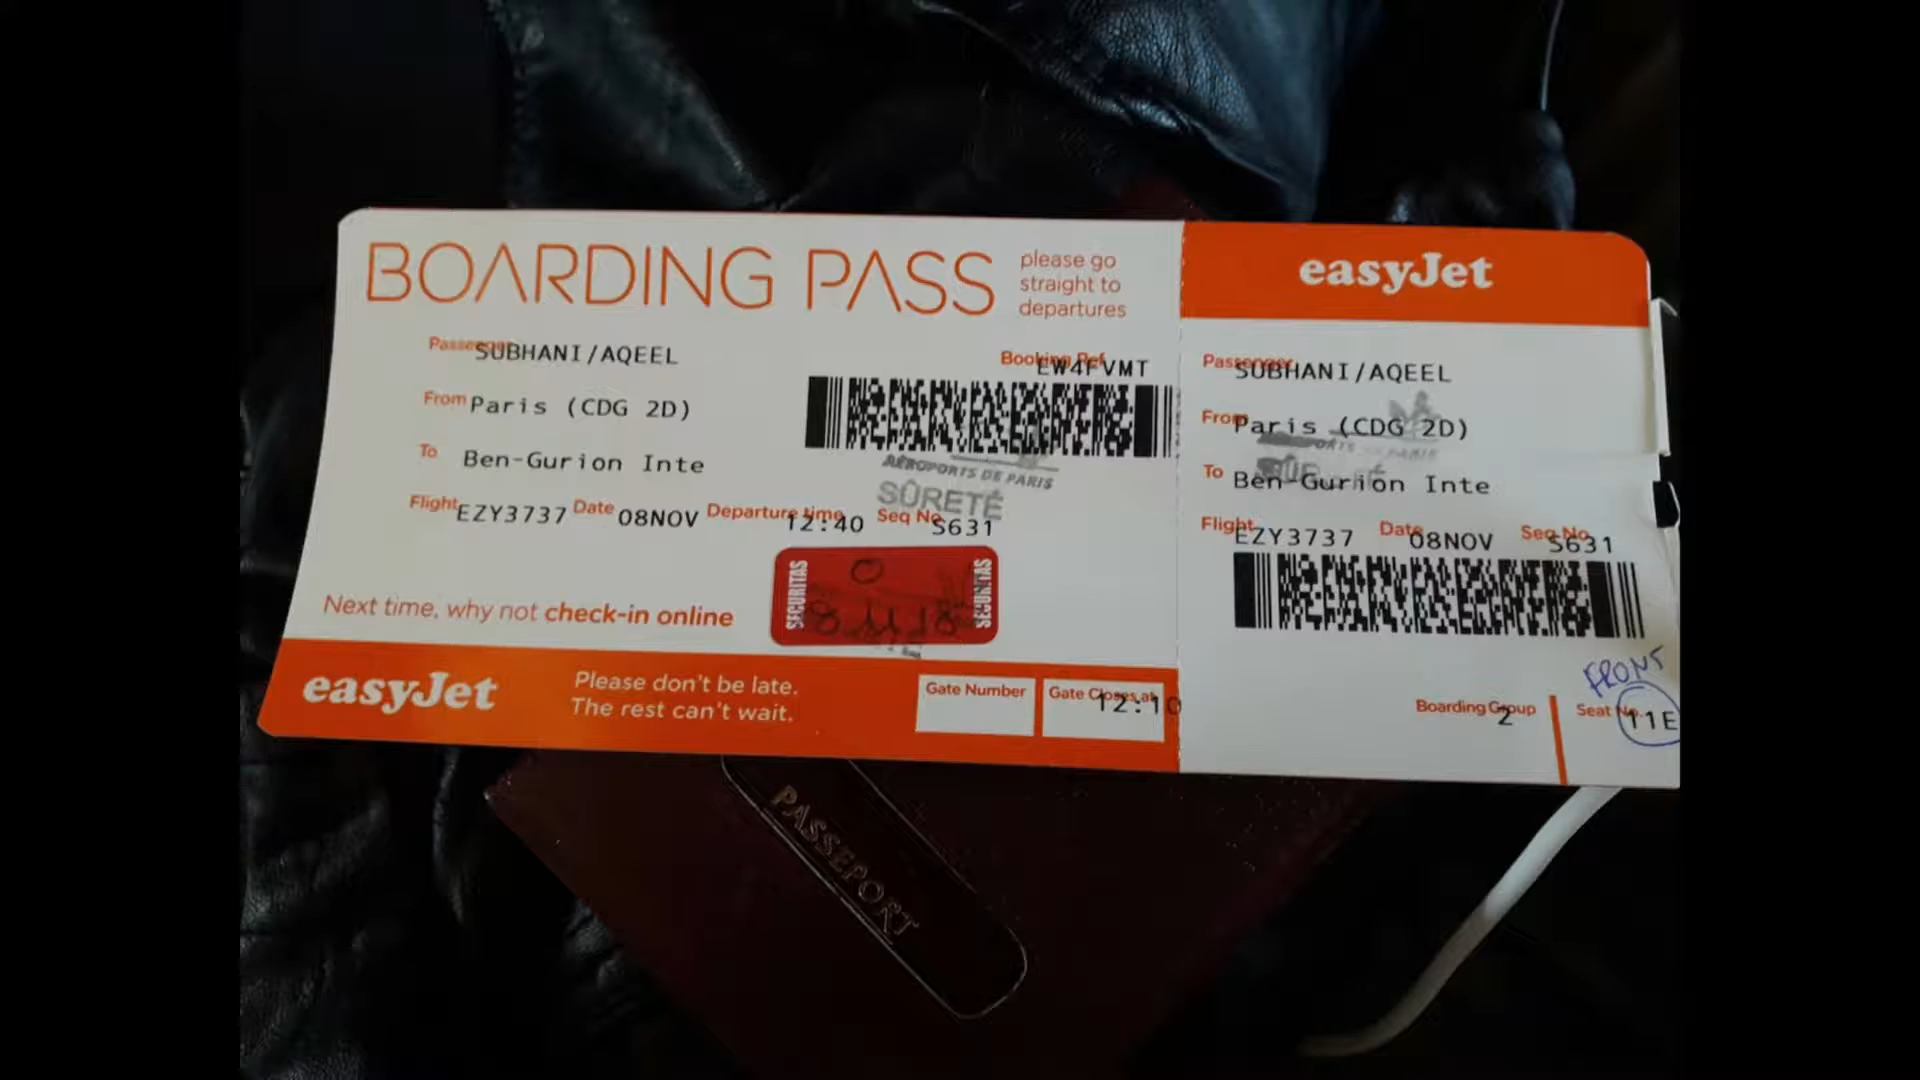 BOARDING PASS
please go
straight to
departures
Passenger SUBHANI/AQEEL
Booking Ref EW4FVMT
From Paris (CDG 2D)
To Ben-Gurion Inte
AÉROPORTS DE PARIS
SÛRETÉ
Flight EZY3737 Date 08NOV Departure time 12:40 Seq No S631
SECURITAS SECURITAS
Next time, why not check-in online
easyJet
Please don't be late.
The rest can't wait.
Gate Number
Gate Closes at 12:10
easyJet
Passenger SUBHANI/AQEEL
From Paris (CDG 2D)
To Ben-Gurion Inte
Flight EZY3737 Date 08NOV Seq No S631
FRONT
Boarding Group 2
Seat No. 11E
PASSEPORT